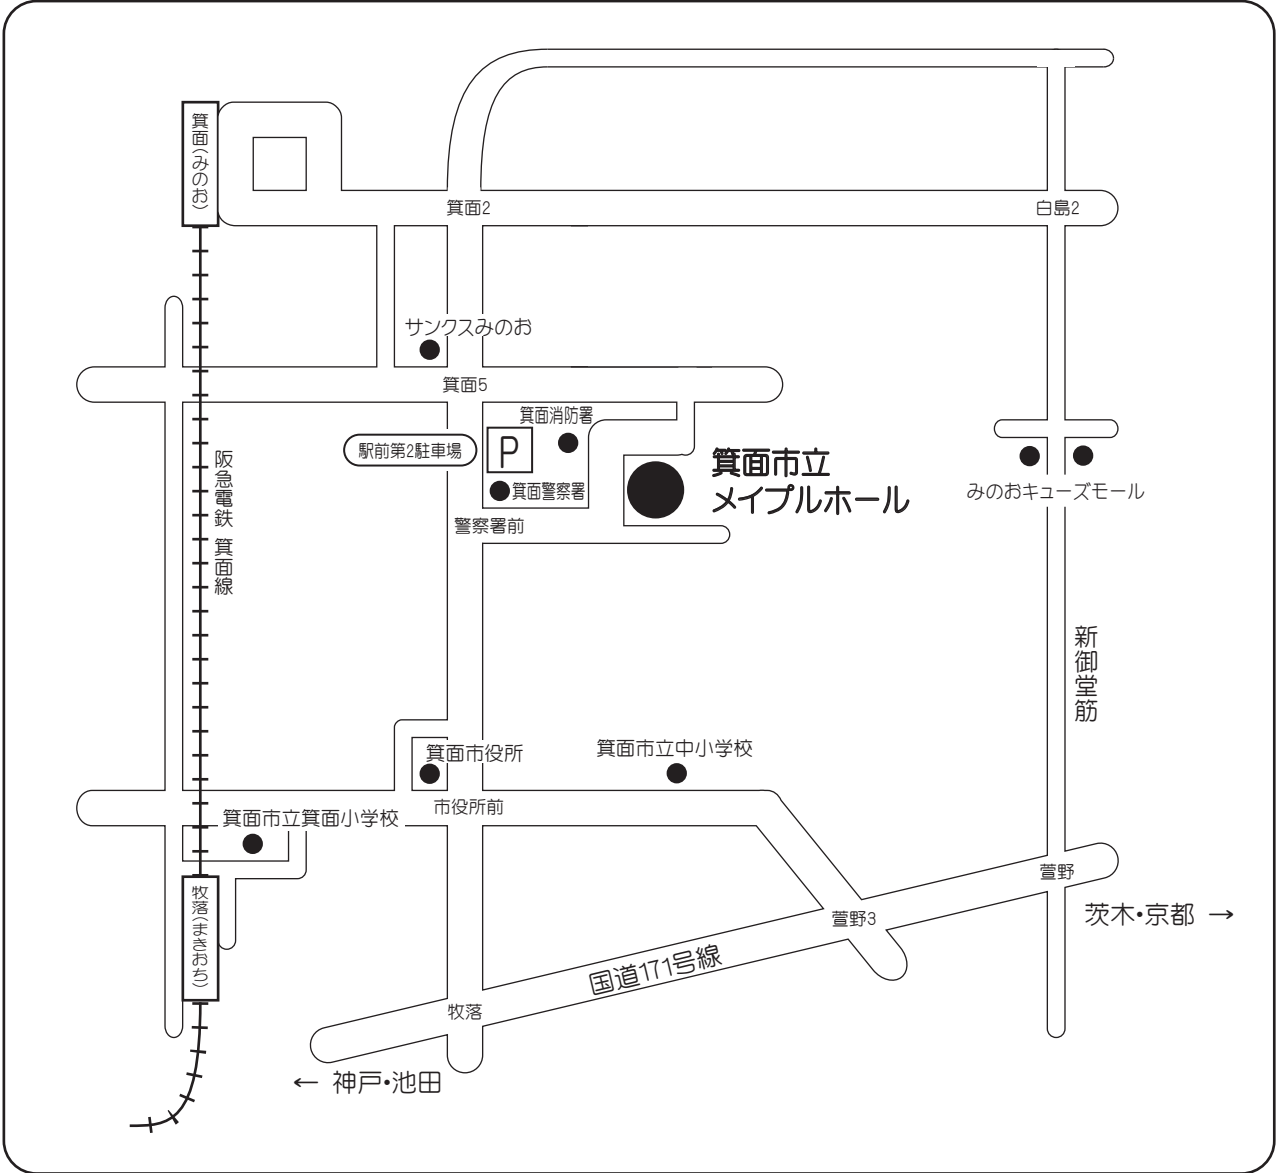 箕面(みのお)
箕面2
白島2
サンクスみのお
箕面5
箕面消防署
駅前第2駐車場
P
箕面市立
メイプルホール
箕面警察署
みのおキューズモール
警察署前
阪急電鉄 箕面線
新御堂筋
箕面市役所
箕面市立中小学校
市役所前
箕面市立箕面小学校
萱野
牧落(まきおち)
萱野3
茨木・京都 →
国道171号線
牧落
← 神戸・池田